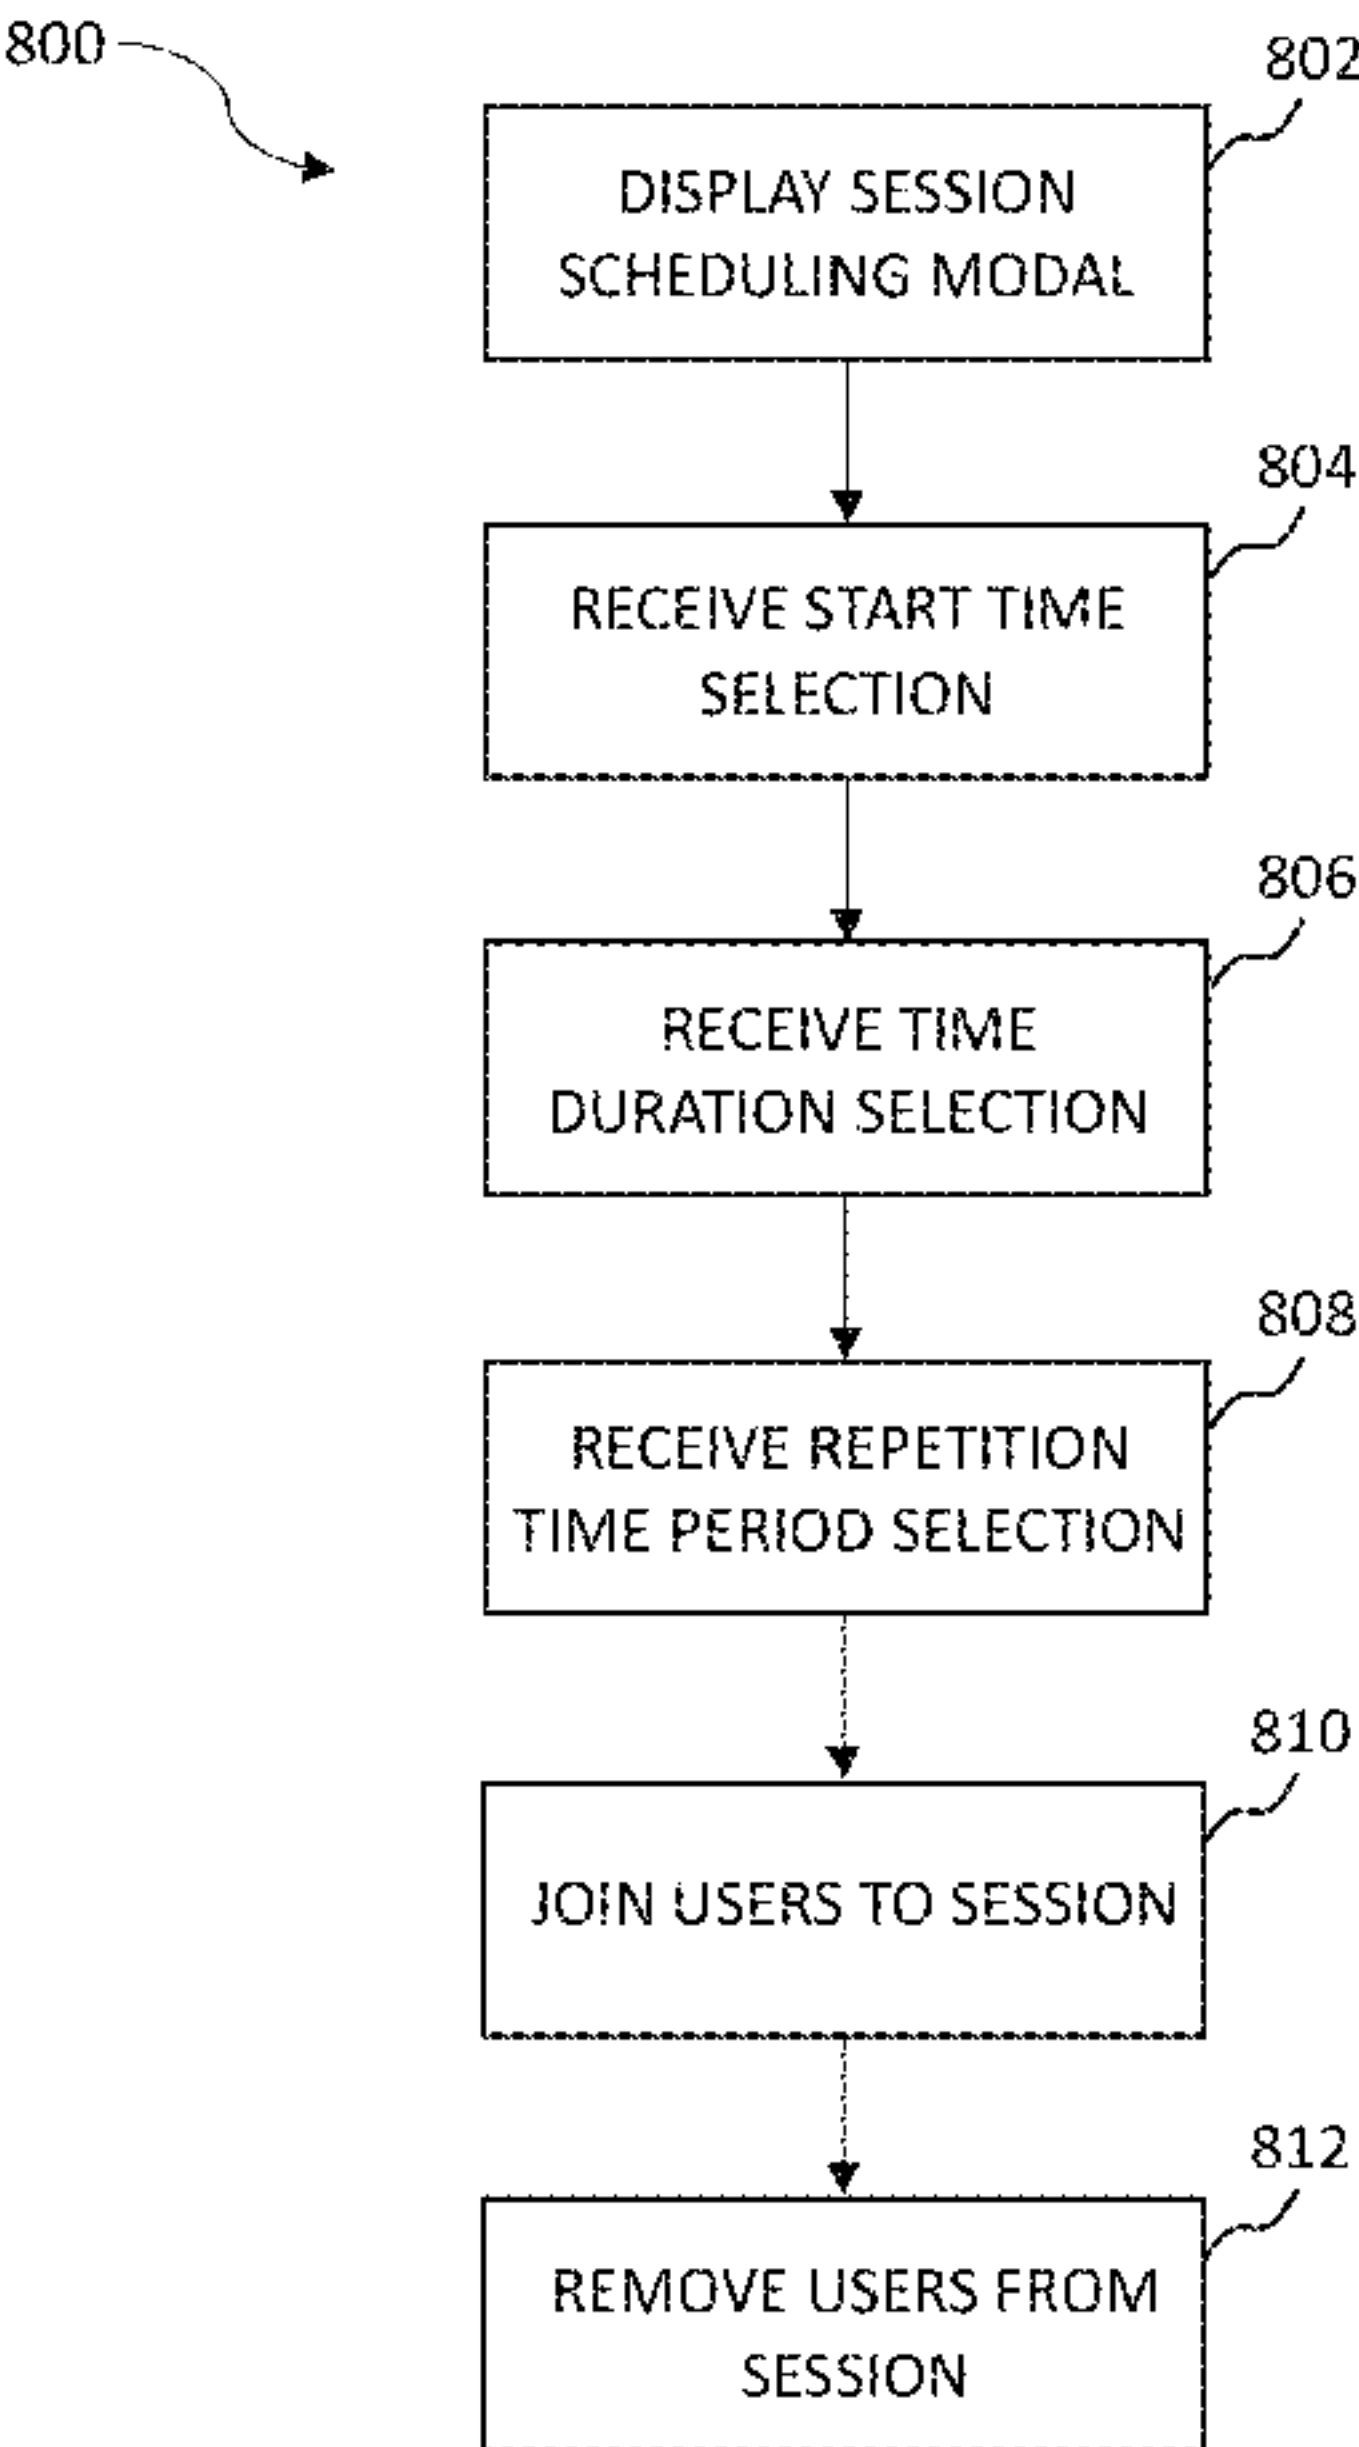 800
802
DISPLAY SESSION
SCHEDULING MODAL
804
RECEIVE START TIME
SELECTION
806
RECEIVE TIME
DURATION SELECTION
808
RECEIVE REPETITION
TIME PERIOD SELECTION
810
JOIN USERS TO SESSION
812
REMOVE USERS FROM
SESSION